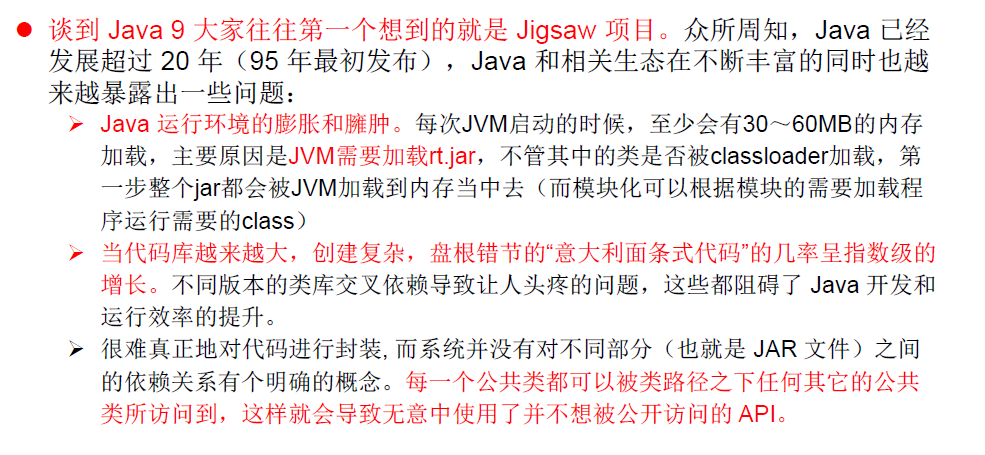 ● 谈到 Java 9 大家往往第一个想到的就是 Jigsaw 项目。众所周知，Java 已经
发展超过 20 年（95 年最初发布），Java 和相关生态在不断丰富的同时也越
来越暴露出一些问题：
➢ Java 运行环境的膨胀和臃肿。每次JVM启动的时候，至少会有30～60MB的内存
加载，主要原因是JVM需要加载rt.jar，不管其中的类是否被classloader加载，第
一步整个jar都会被JVM加载到内存当中去（而模块化可以根据模块的需要加载程
序运行需要的class）
➢ 当代码库越来越大，创建复杂，盘根错节的“意大利面条式代码”的几率呈指数级的
增长。不同版本的类库交叉依赖导致让人头疼的问题，这些都阻碍了 Java 开发和
运行效率的提升。
➢ 很难真正地对代码进行封装, 而系统并没有对不同部分（也就是 JAR 文件）之间
的依赖关系有个明确的概念。每一个公共类都可以被类路径之下任何其它的公共
类所访问到，这样就会导致无意中使用了并不想被公开访问的 API。